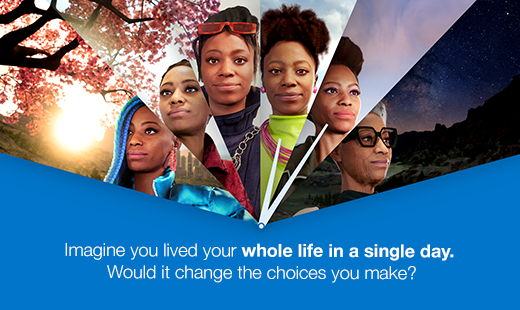 Imagine you lived your whole life in a single day.
Would it change the choices you make?